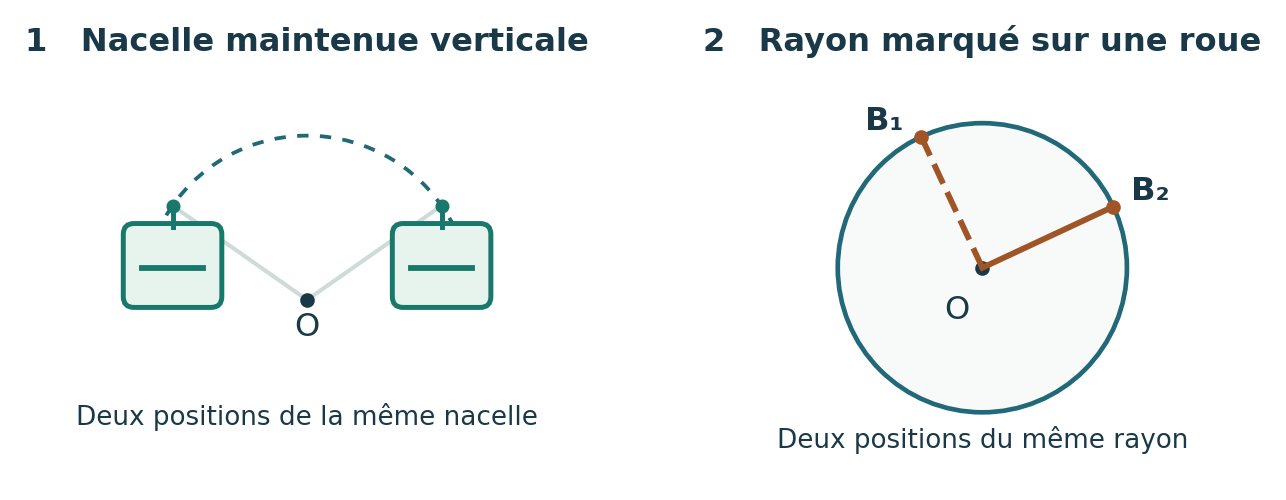 1 Nacelle maintenue verticale
O
Deux positions de la même nacelle
2 Rayon marqué sur une roue
B₁
B₂
O
Deux positions du même rayon